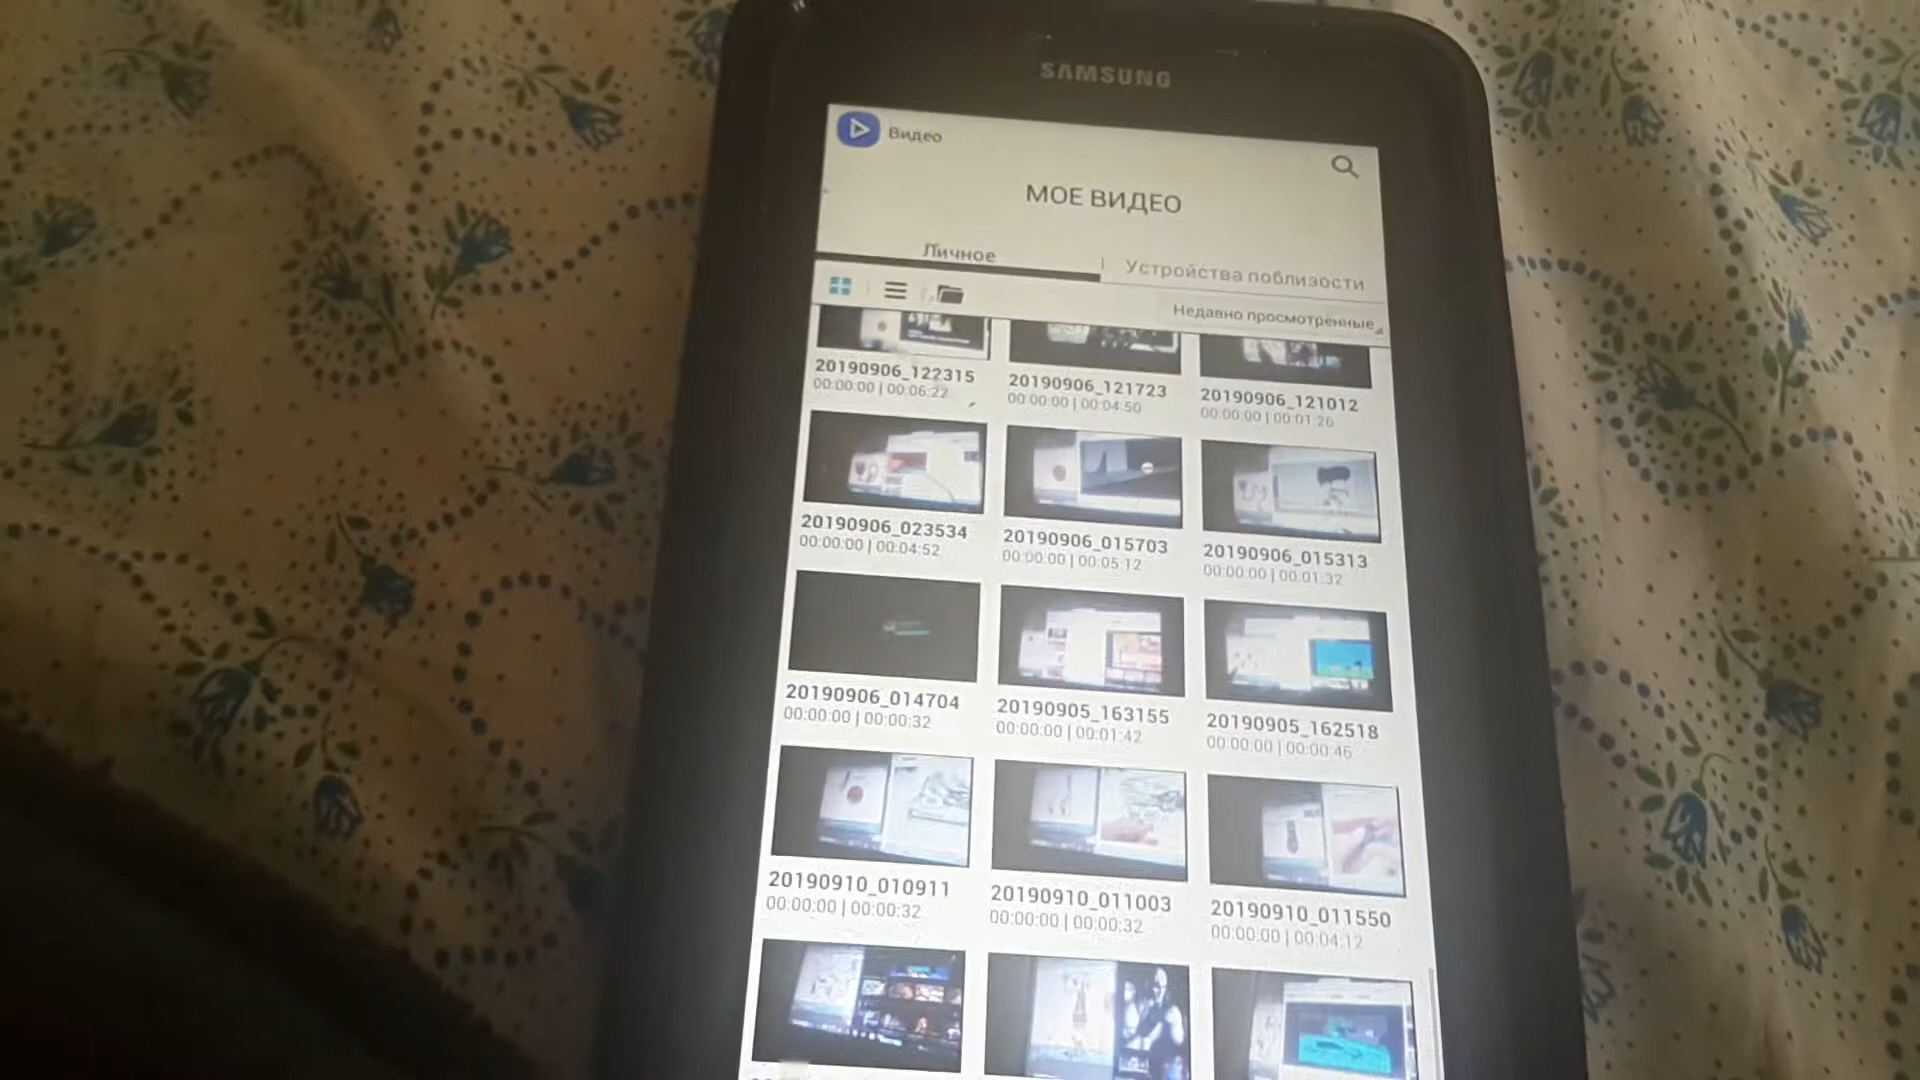 SAMSUNG
Видео
МОЕ ВИДЕО
Личное
Устройства поблизости
Недавно просмотренные
20190906_122315
00:00:00 | 00:06:22
20190906_121723
00:00:00 | 00:04:50
20190906_121012
00:00:00 | 00:01:26
20190906_023534
00:00:00 | 00:04:52
20190906_015703
00:00:00 | 00:05:12
20190906_015313
00:00:00 | 00:01:32
20190906_014704
00:00:00 | 00:00:32
20190905_163155
00:00:00 | 00:01:42
20190905_162518
00:00:00 | 00:00:46
20190910_010911
00:00:00 | 00:00:32
20190910_011003
00:00:00 | 00:00:32
20190910_011550
00:00:00 | 00:04:12